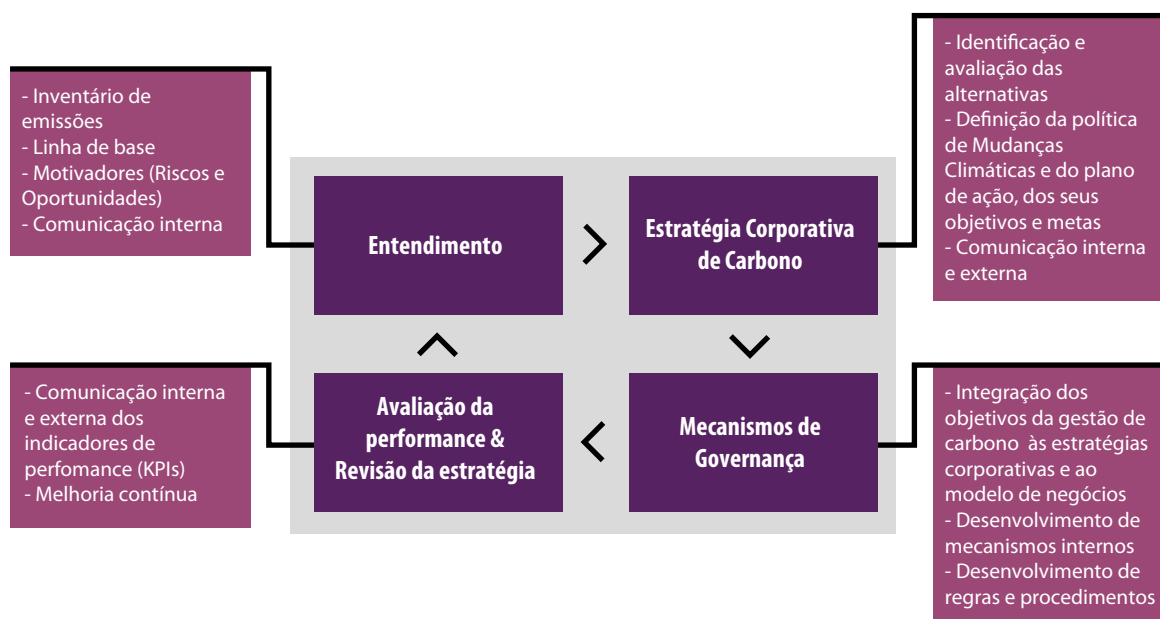 - Inventário de
emissões
- Linha de base
- Motivadores (Riscos e
Oportunidades)
- Comunicação interna
Entendimento
Estratégia Corporativa
de Carbono
- Identificação e
avaliação das
alternativas
- Definição da política
de Mudanças
Climáticas e do plano
de ação, dos seus
objetivos e metas
- Comunicação interna
e externa
- Comunicação interna
e externa dos
indicadores de
perfomance (KPIs)
- Melhoria contínua
Avaliação da
performance &
Revisão da estratégia
Mecanismos de
Governança
- Integração dos
objetivos da gestão de
carbono às estratégias
corporativas e ao
modelo de negócios
- Desenvolvimento de
mecanismos internos
- Desenvolvimento de
regras e procedimentos